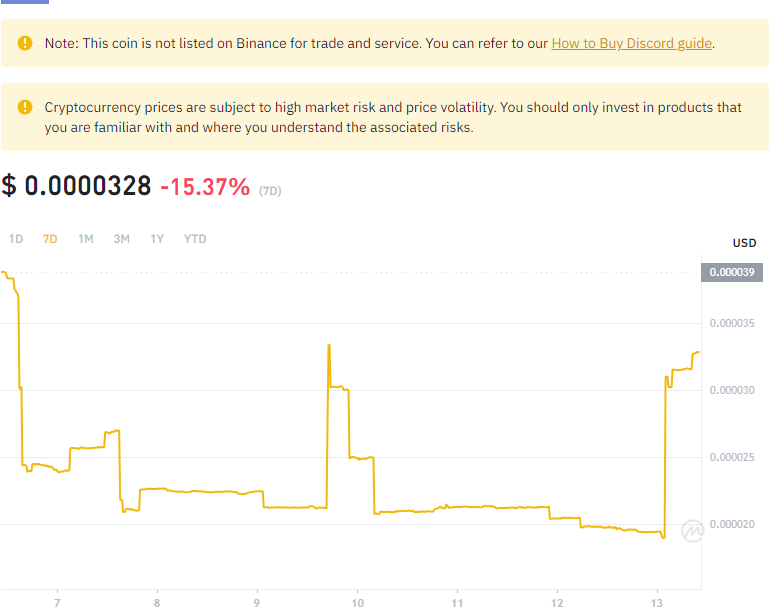 Note: This coin is not listed on Binance for trade and service. You can refer to our How to Buy Discord guide.
Cryptocurrency prices are subject to high market risk and price volatility. You should only invest in products that
you are familiar with and where you understand the associated risks.
$ 0.0000328 -15.37% (7D)
1D 7D 1M 3M 1Y YTD
USD
0.000039
0.000035
0.000030
0.000025
0.000020
7 8 9 10 11 12 13